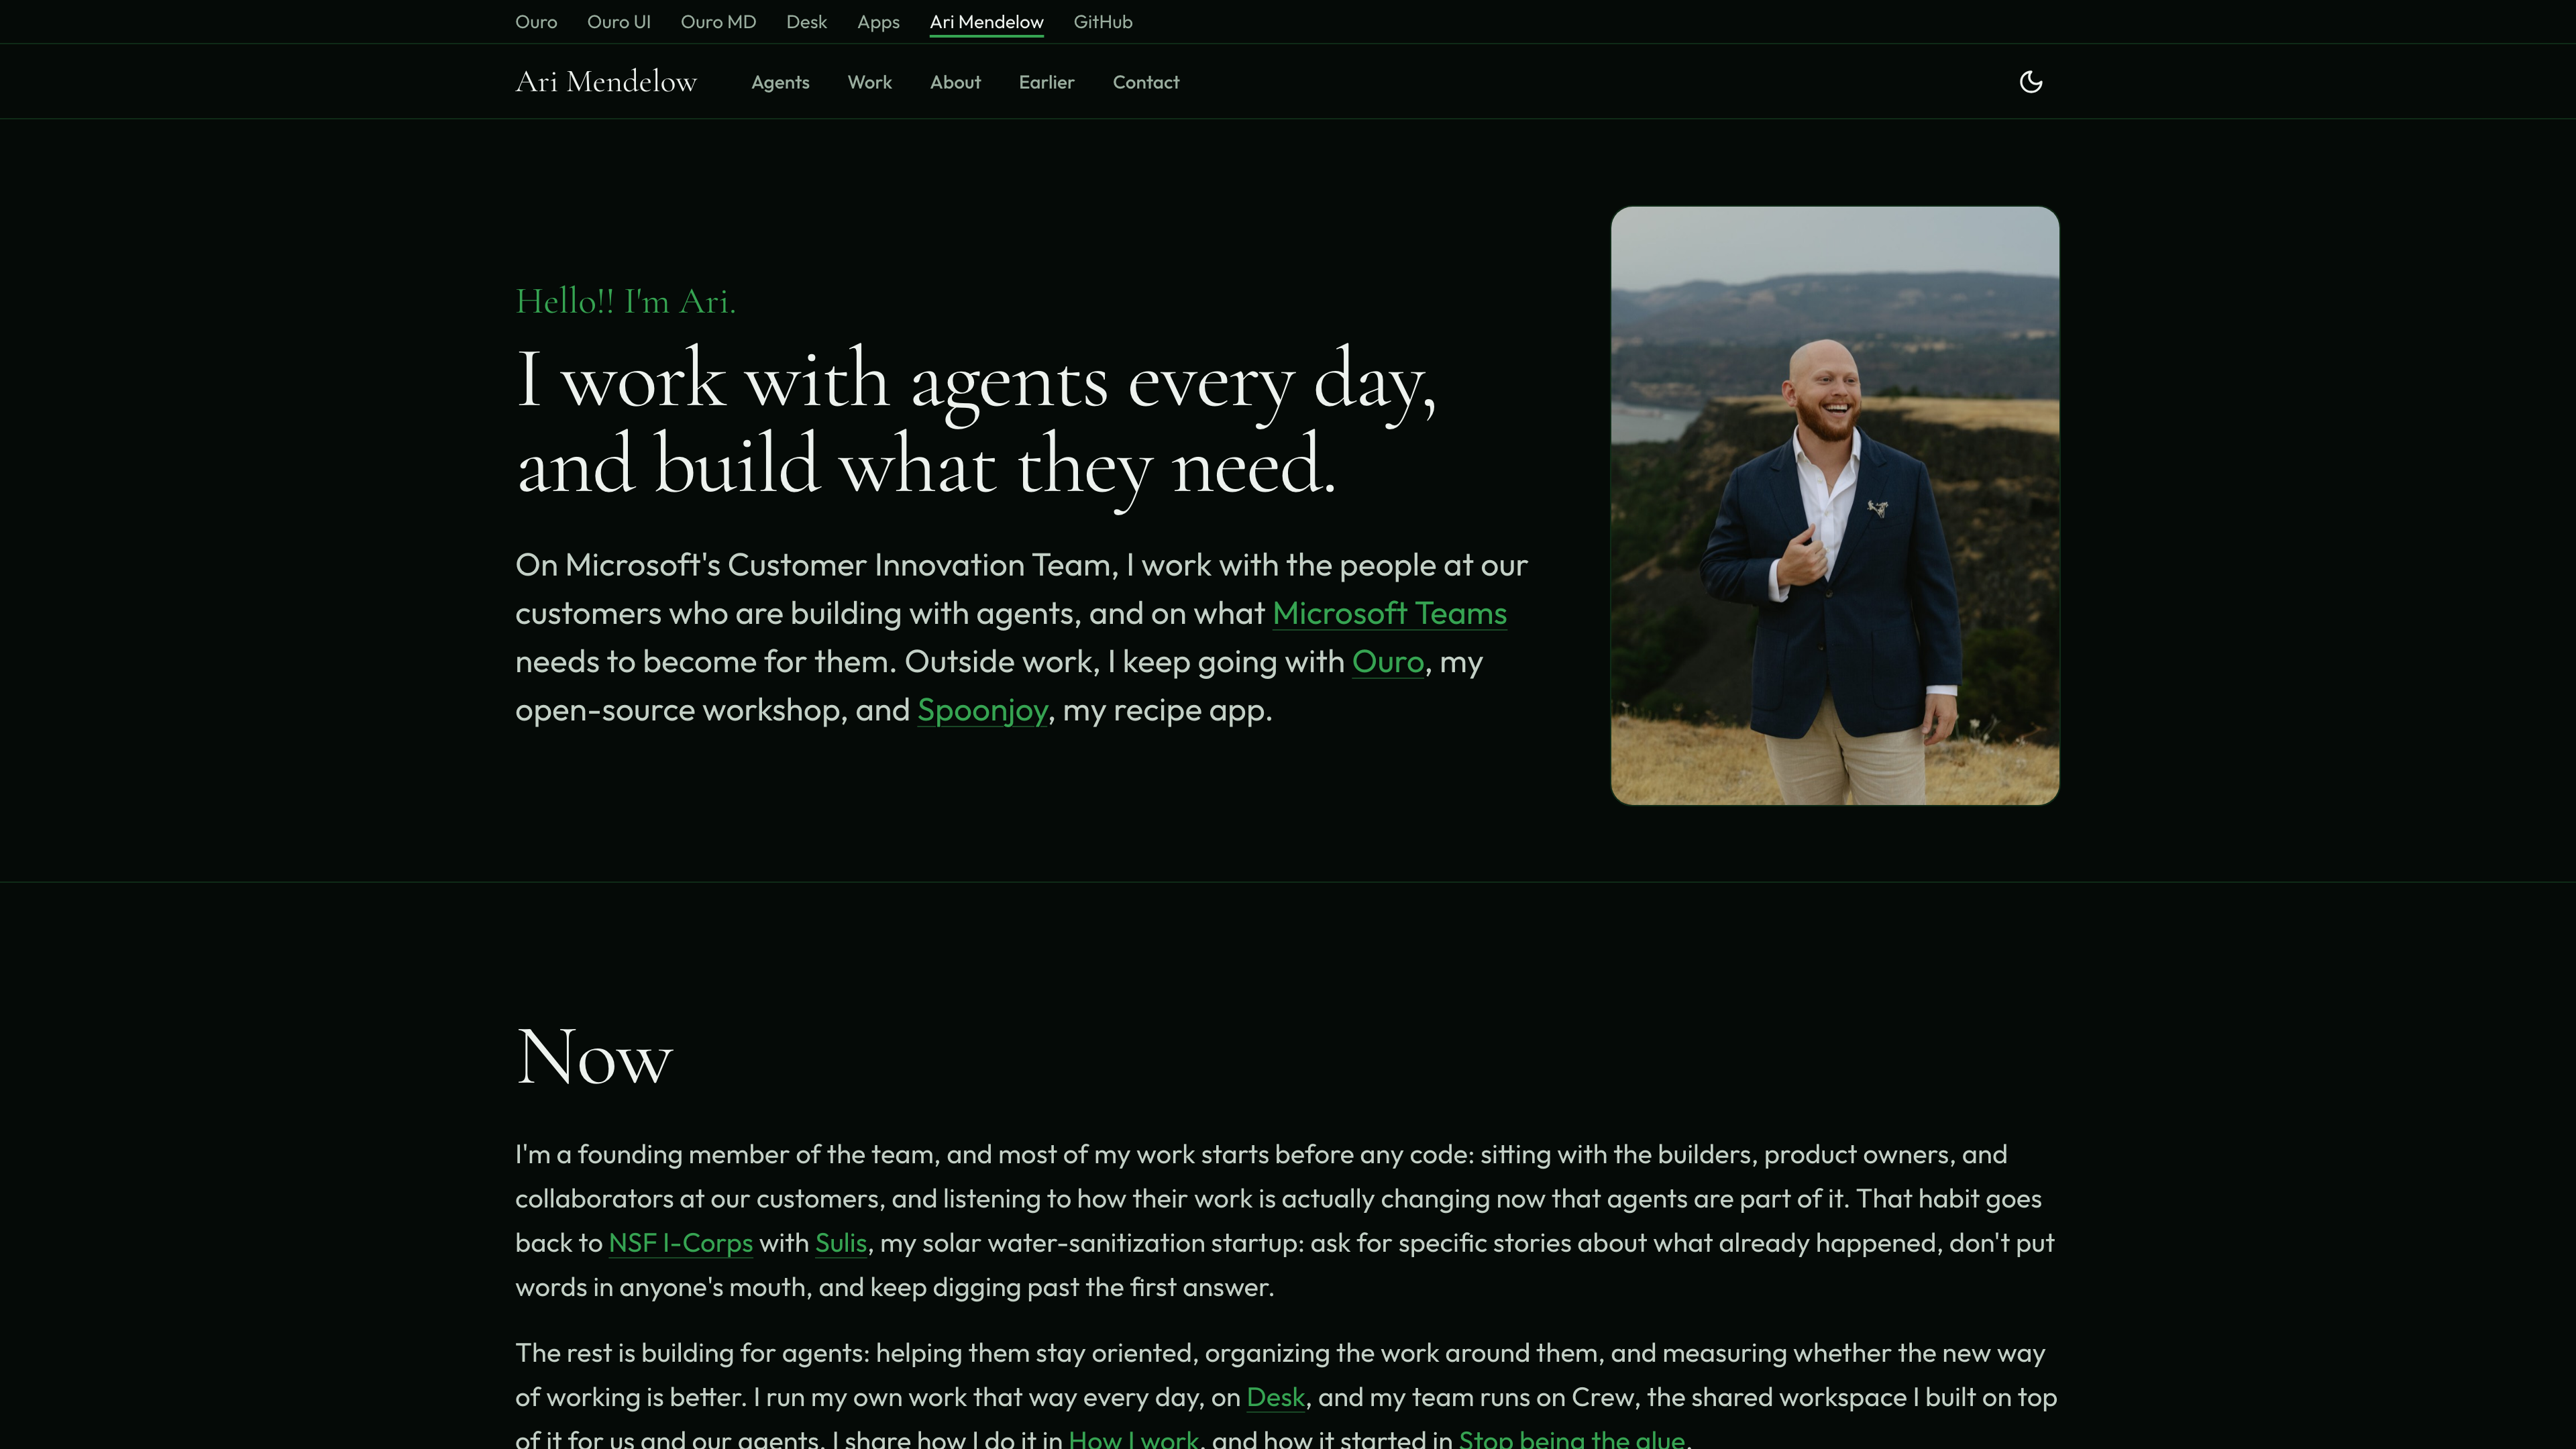 Ouro Ouro UI Ouro MD Desk Apps Ari Mendelow GitHub
Ari Mendelow Agents Work About Earlier Contact
Hello!! I'm Ari.
I work with agents every day,
and build what they need.
On Microsoft's Customer Innovation Team, I work with the people at our
customers who are building with agents, and on what Microsoft Teams
needs to become for them. Outside work, I keep going with Ouro, my
open-source workshop, and Spoonjoy, my recipe app.
Now
I'm a founding member of the team, and most of my work starts before any code: sitting with the builders, product owners, and
collaborators at our customers, and listening to how their work is actually changing now that agents are part of it. That habit goes
back to NSF I-Corps with Sulis, my solar water-sanitization startup: ask for specific stories about what already happened, don't put
words in anyone's mouth, and keep digging past the first answer.
The rest is building for agents: helping them stay oriented, organizing the work around them, and measuring whether the new way
of working is better. I run my own work that way every day, on Desk, and my team runs on Crew, the shared workspace I built on top
of it for us and our agents. I share how I do it in How I work, and how it started in Stop being the glue.